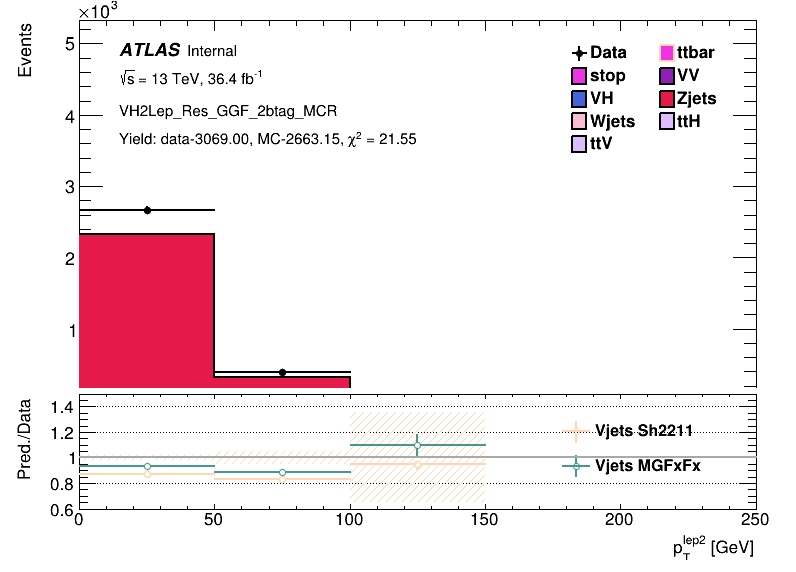 ×10³
Events
5
4
3
2
1
ATLAS Internal
√s = 13 TeV, 36.4 fb⁻¹
VH2Lep_Res_GGF_2btag_MCR
Yield: data-3069.00, MC-2663.15, χ² = 21.55
Data ttbar
stop VV
VH Zjets
Wjets ttH
ttV
Pred./Data
1.4
1.2
1
0.8
0.6
Vjets Sh2211
Vjets MGFxFx
0 50 100 150 200 250
p_T^lep2 [GeV]